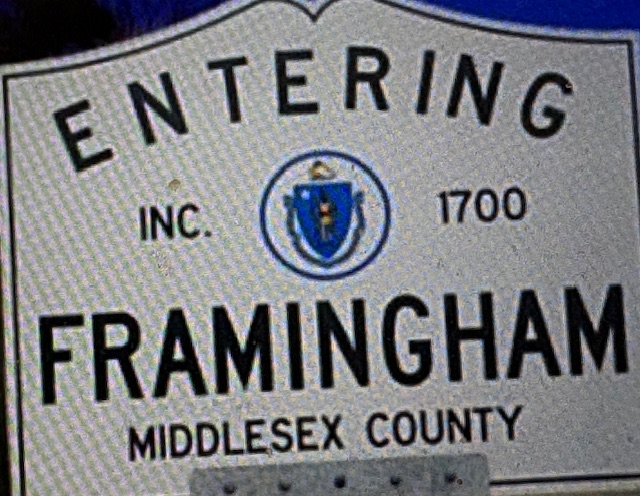 ENTERING
INC. 1700
FRAMINGHAM
MIDDLESEX COUNTY